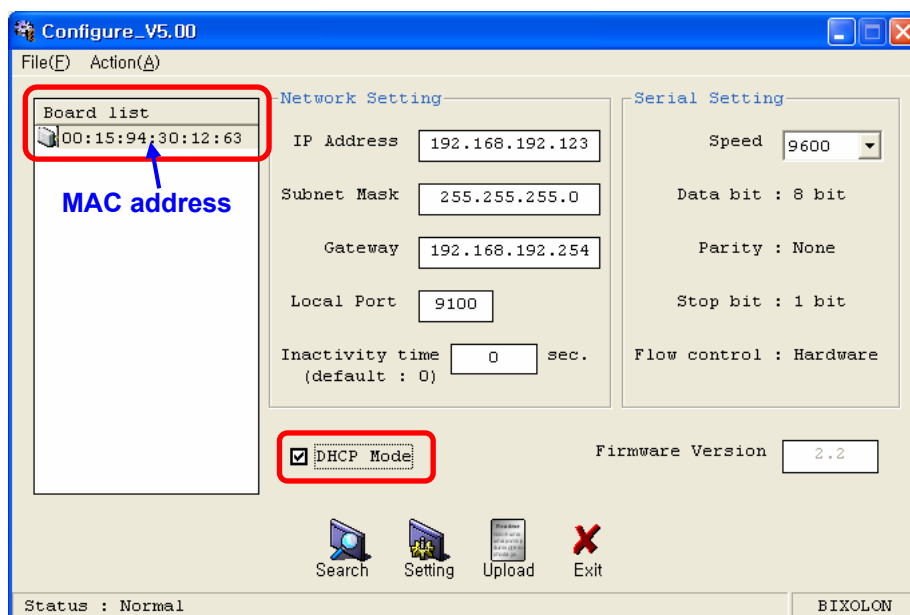 Configure_V5.00
File(F) Action(A)
Board list
00:15:94:30:12:63
MAC address
Network Setting
IP Address 192.168.192.123
Subnet Mask 255.255.255.0
Gateway 192.168.192.254
Local Port 9100
Inactivity time 0 sec.
(default : 0)
Serial Setting
Speed 9600
Data bit : 8 bit
Parity : None
Stop bit : 1 bit
Flow control : Hardware
DHCP Mode
Firmware Version 2.2
Search Setting Upload Exit
Status : Normal BIXOLON